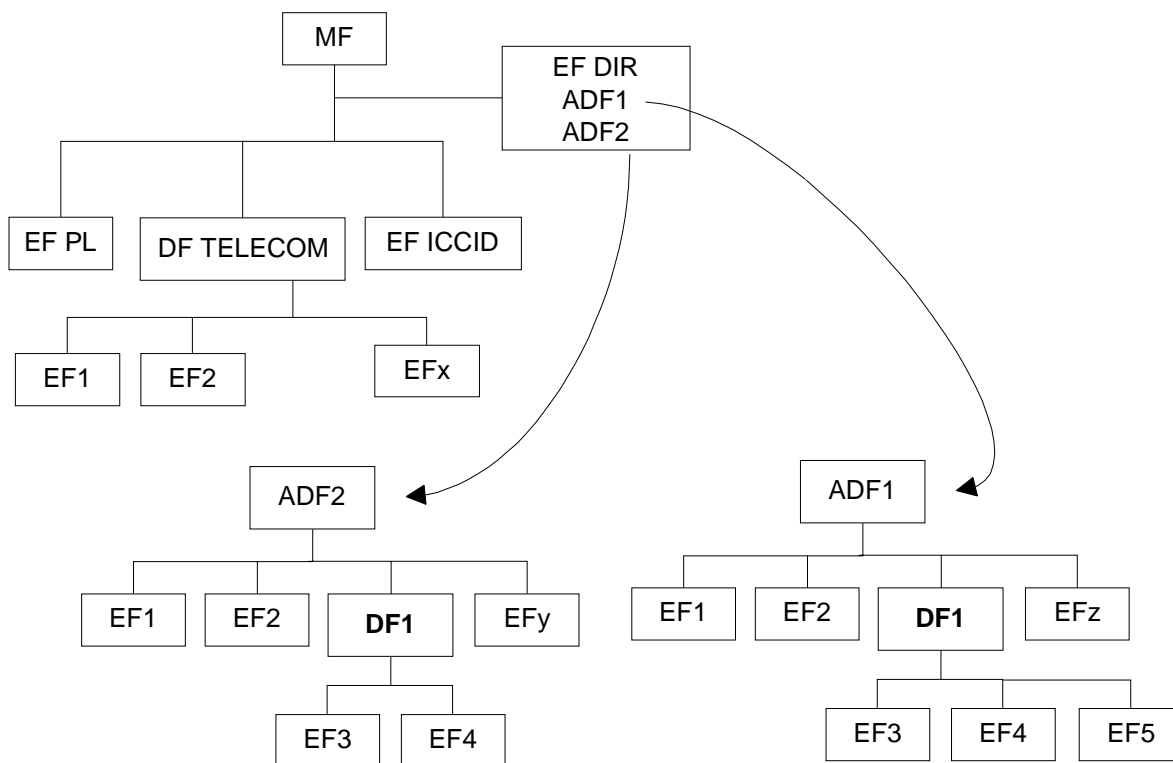 MF
EF DIR
ADF1
ADF2
EF PL
DF TELECOM
EF ICCID
EF1
EF2
EFx
ADF2
EF1
EF2
DF1
EFy
EF3
EF4
ADF1
EF1
EF2
DF1
EFz
EF3
EF4
EF5